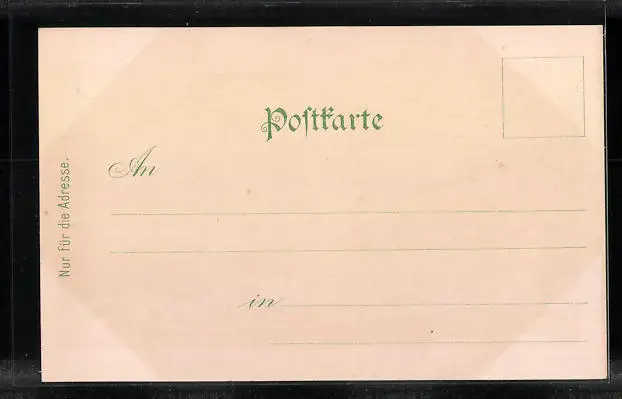 Postkarte
An
in
Nur für die Adresse.